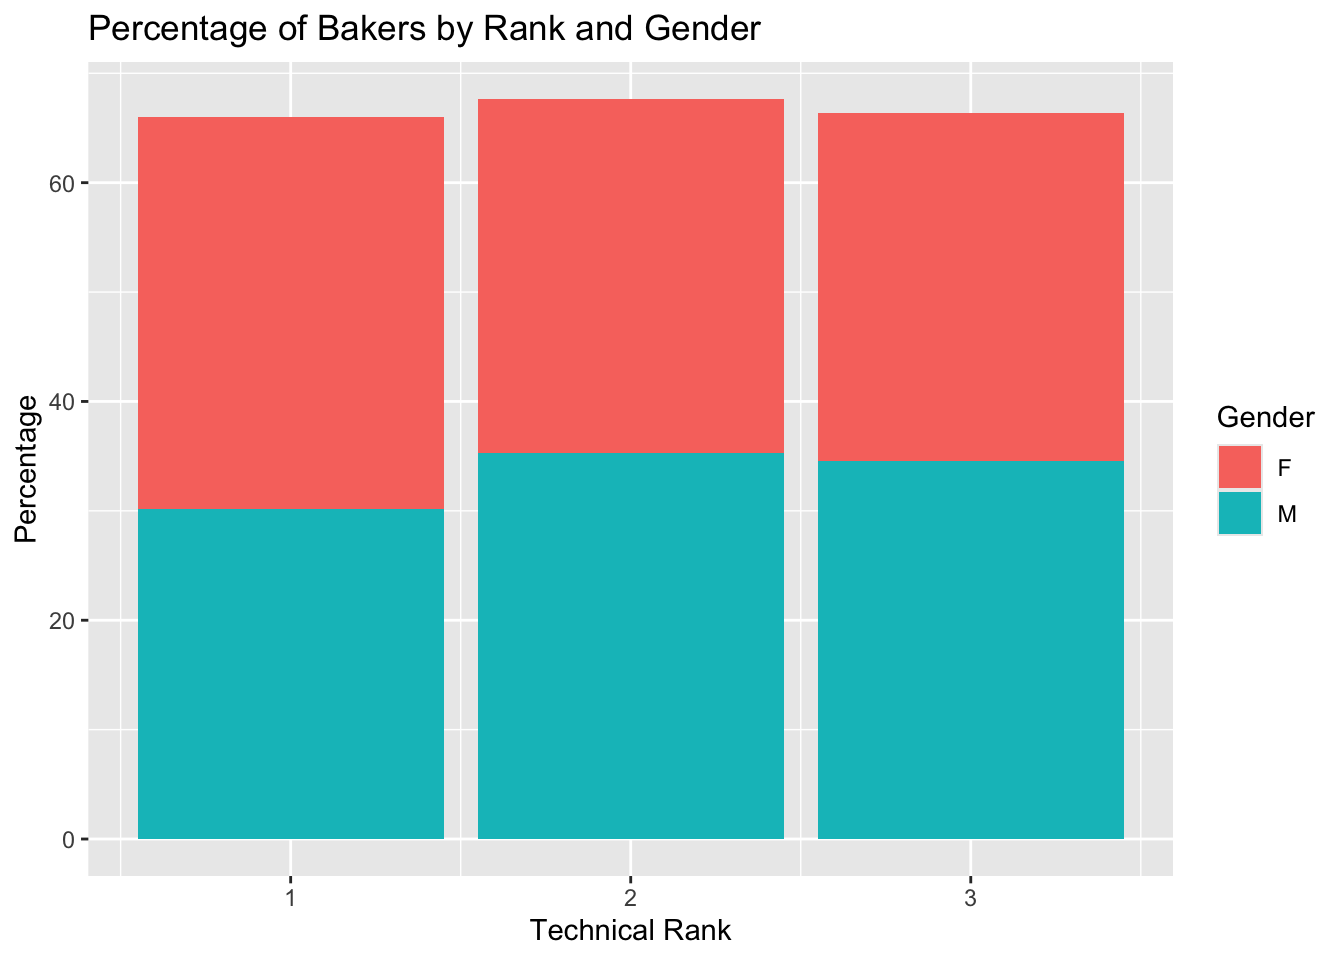 Percentage of Bakers by Rank and Gender
Percentage
60
40
20
0
1 2 3
Technical Rank
Gender
F
M